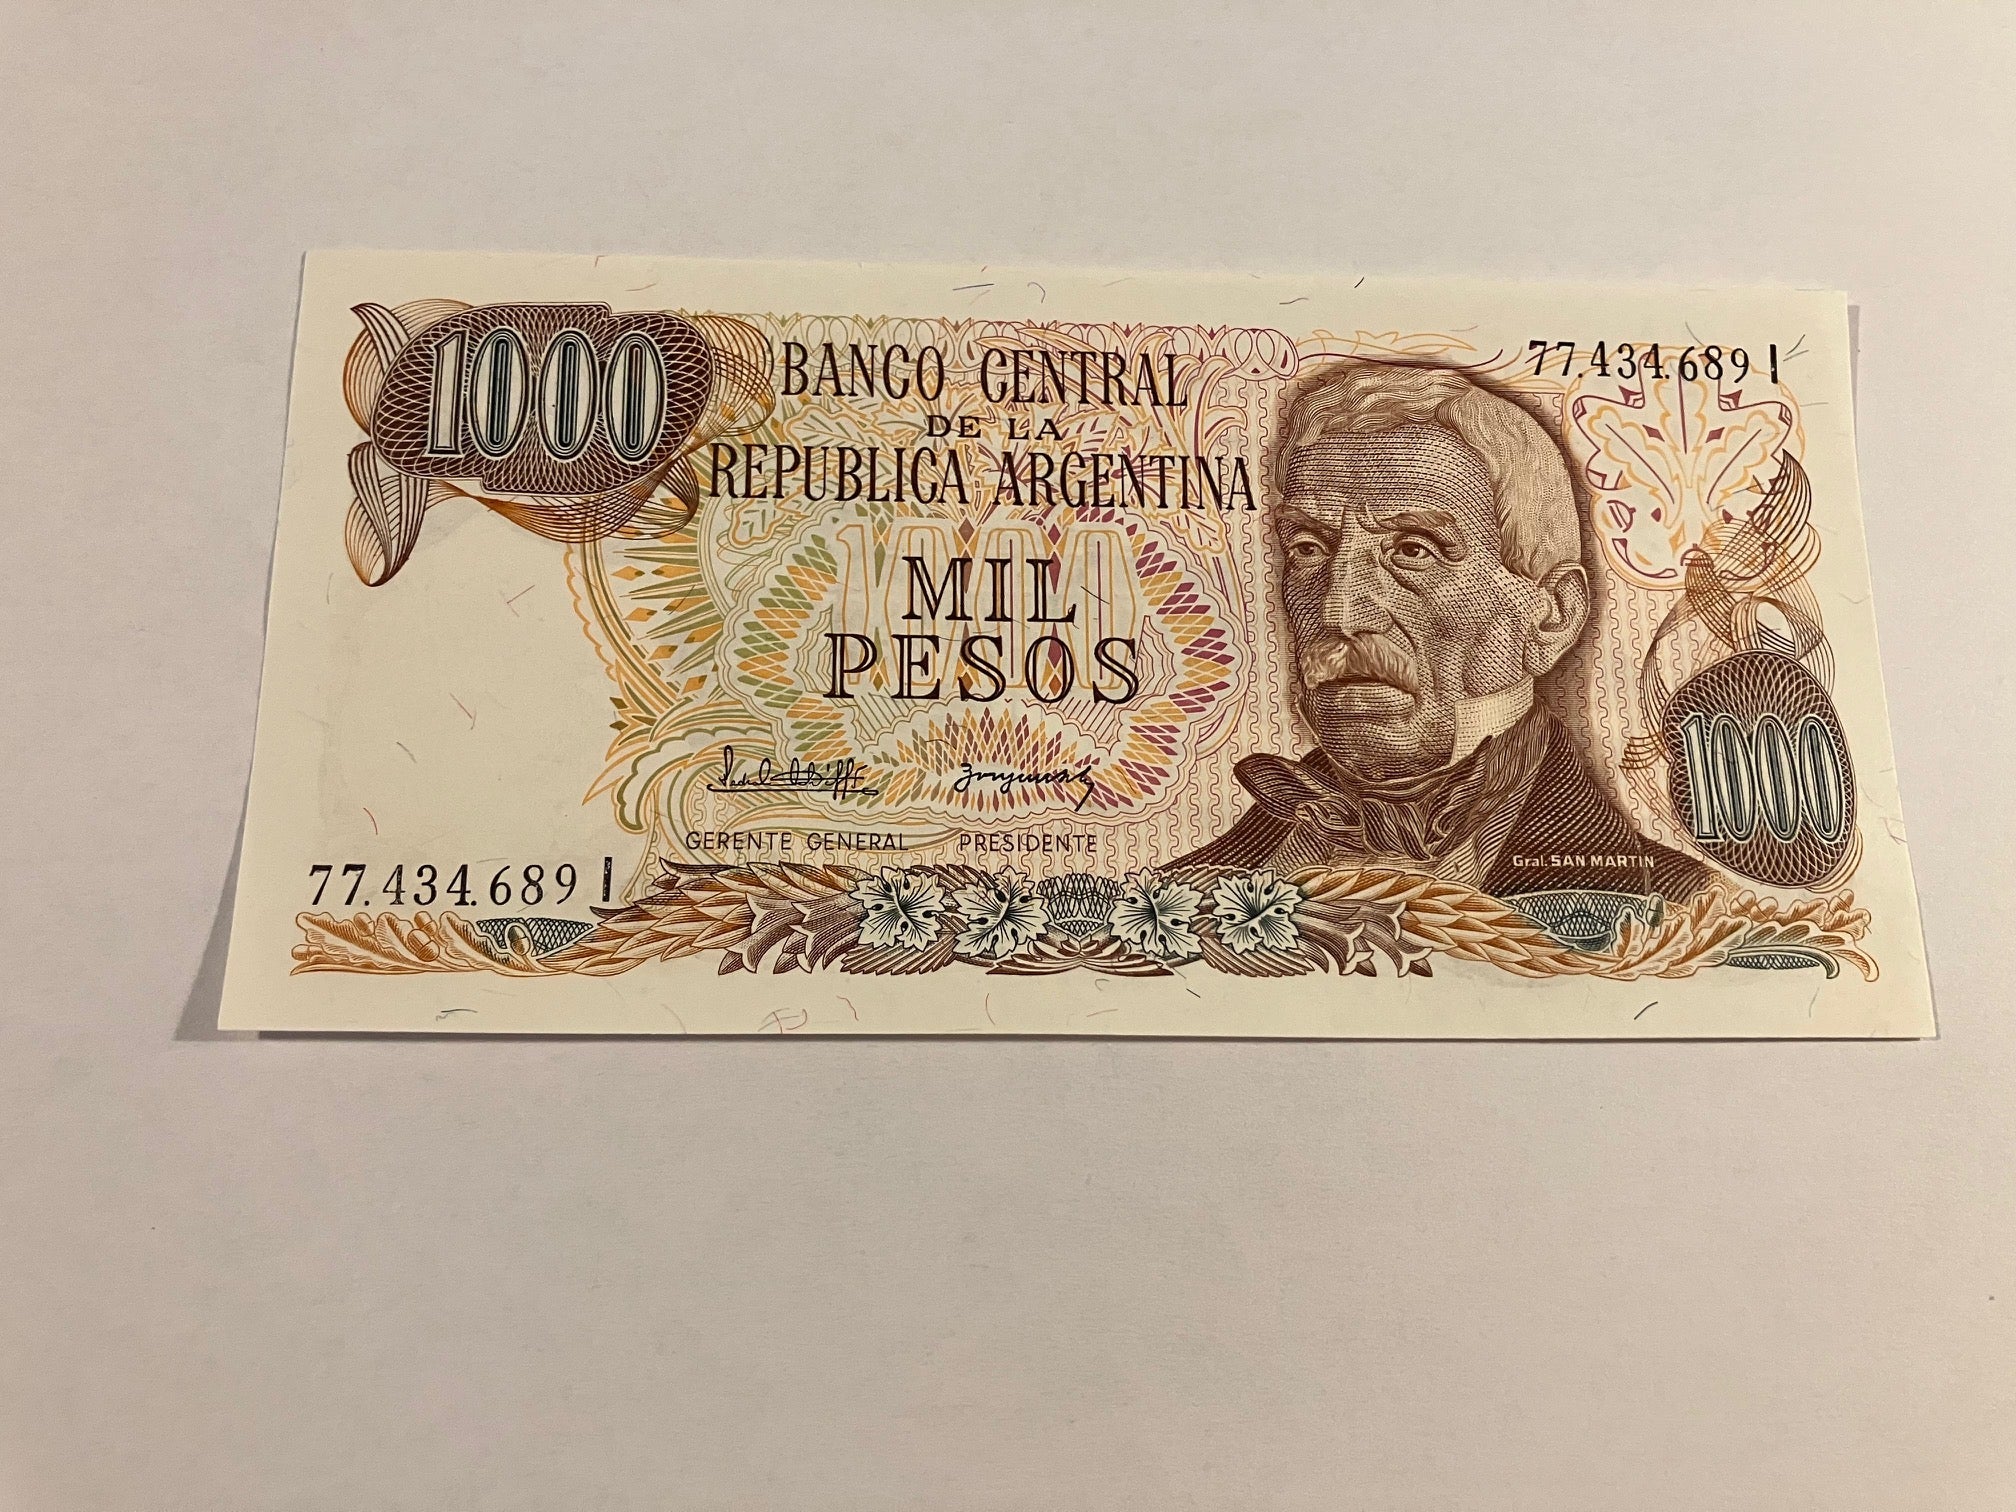 1000
BANCO CENTRAL
DE LA
REPUBLICA ARGENTINA
77.434.689 I
1000
MIL
PESOS
GERENTE GENERAL
PRESIDENTE
1000
Gral. SAN MARTIN
77.434.689 I